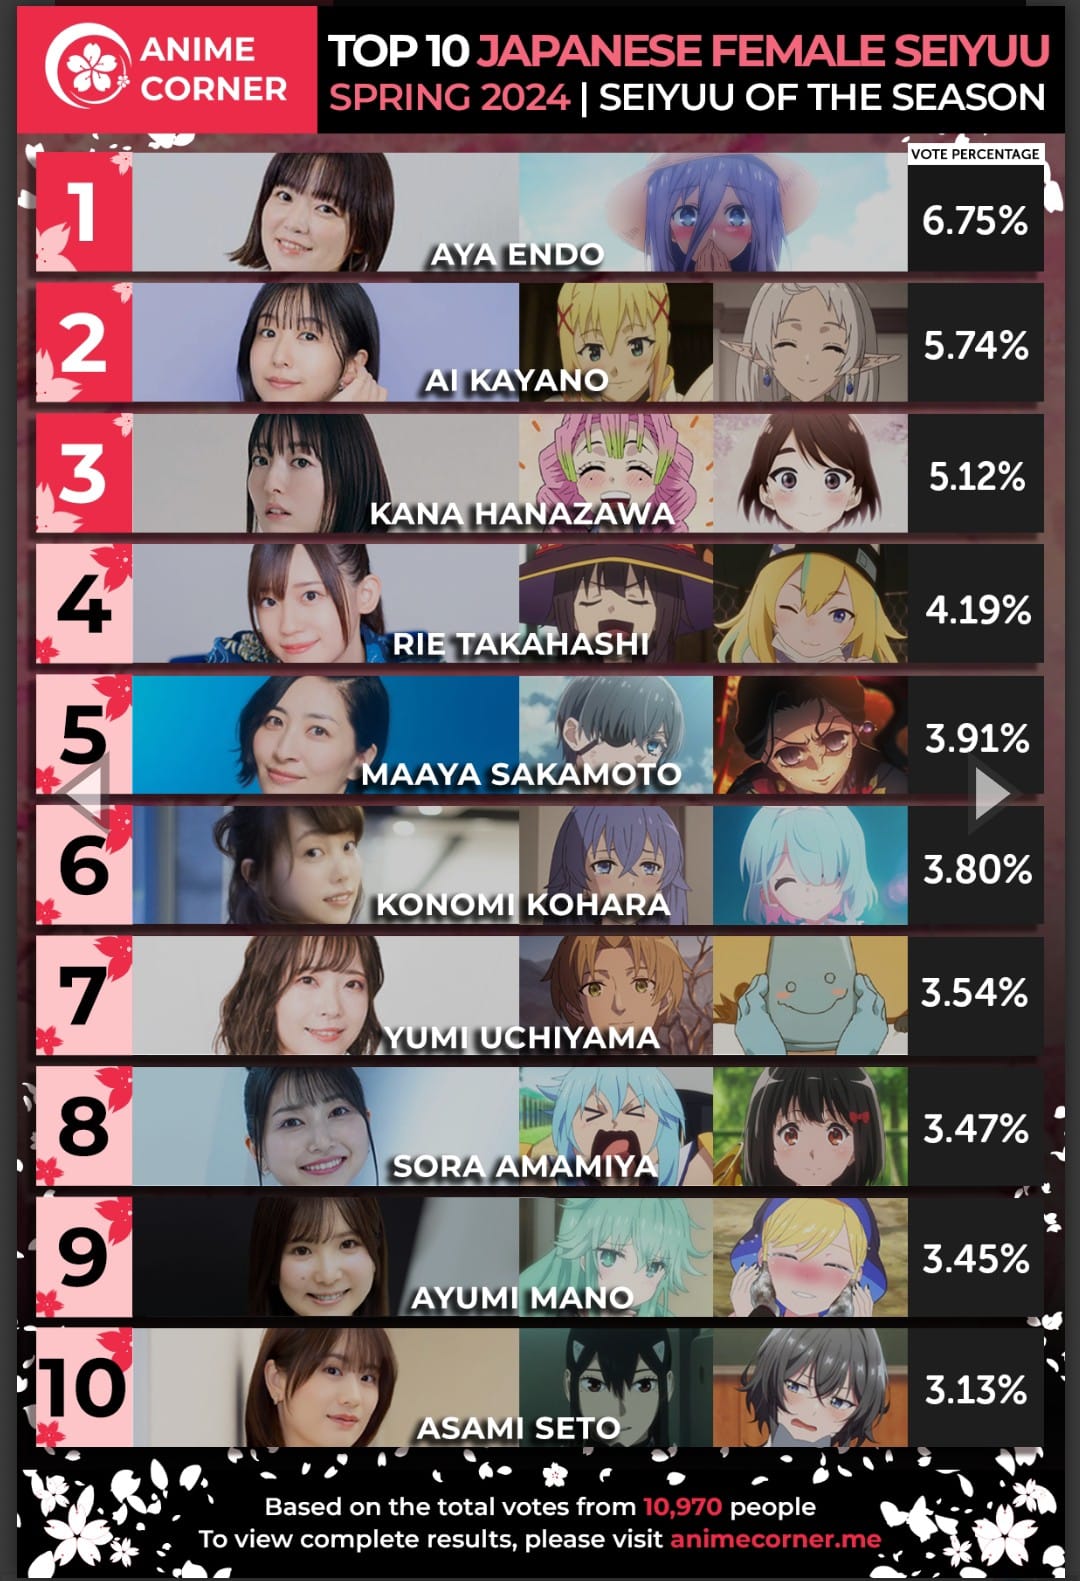 ANIME
CORNER
TOP 10 JAPANESE FEMALE SEIYUU
SPRING 2024 | SEIYUU OF THE SEASON
VOTE PERCENTAGE
1
AYA ENDO
6.75%
2
AI KAYANO
5.74%
3
KANA HANAZAWA
5.12%
4
RIE TAKAHASHI
4.19%
5
MAAYA SAKAMOTO
3.91%
6
KONOMI KOHARA
3.80%
7
YUMI UCHIYAMA
3.54%
8
SORA AMAMIYA
3.47%
9
AYUMI MANO
3.45%
10
ASAMI SETO
3.13%
Based on the total votes from 10,970 people
To view complete results, please visit animecorner.me